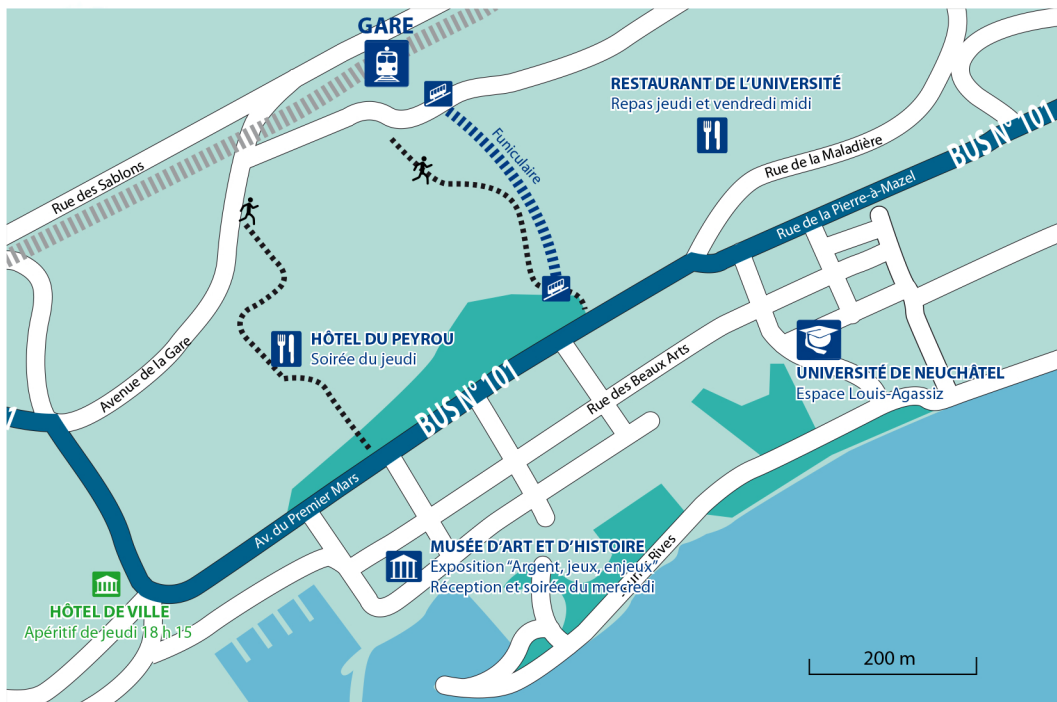 GARE
RESTAURANT DE L'UNIVERSITÉ
Repas jeudi et vendredi midi
BUS N° 101
Funiculaire
Rue de la Maladière
Rue des Sablons
Rue de la Pierre-à-Mazel
HÔTEL DU PEYROU
Soirée du jeudi
Avenue de la Gare
BUS N° 101
Rue des Beaux Arts
UNIVERSITÉ DE NEUCHÂTEL
Espace Louis-Agassiz
Av. du Premier Mars
MUSÉE D'ART ET D'HISTOIRE
Exposition "Argent, jeux, enjeux"
Réception et soirée du mercredi
Rives
HÔTEL DE VILLE
Apéritif de jeudi 18 h 15
200 m